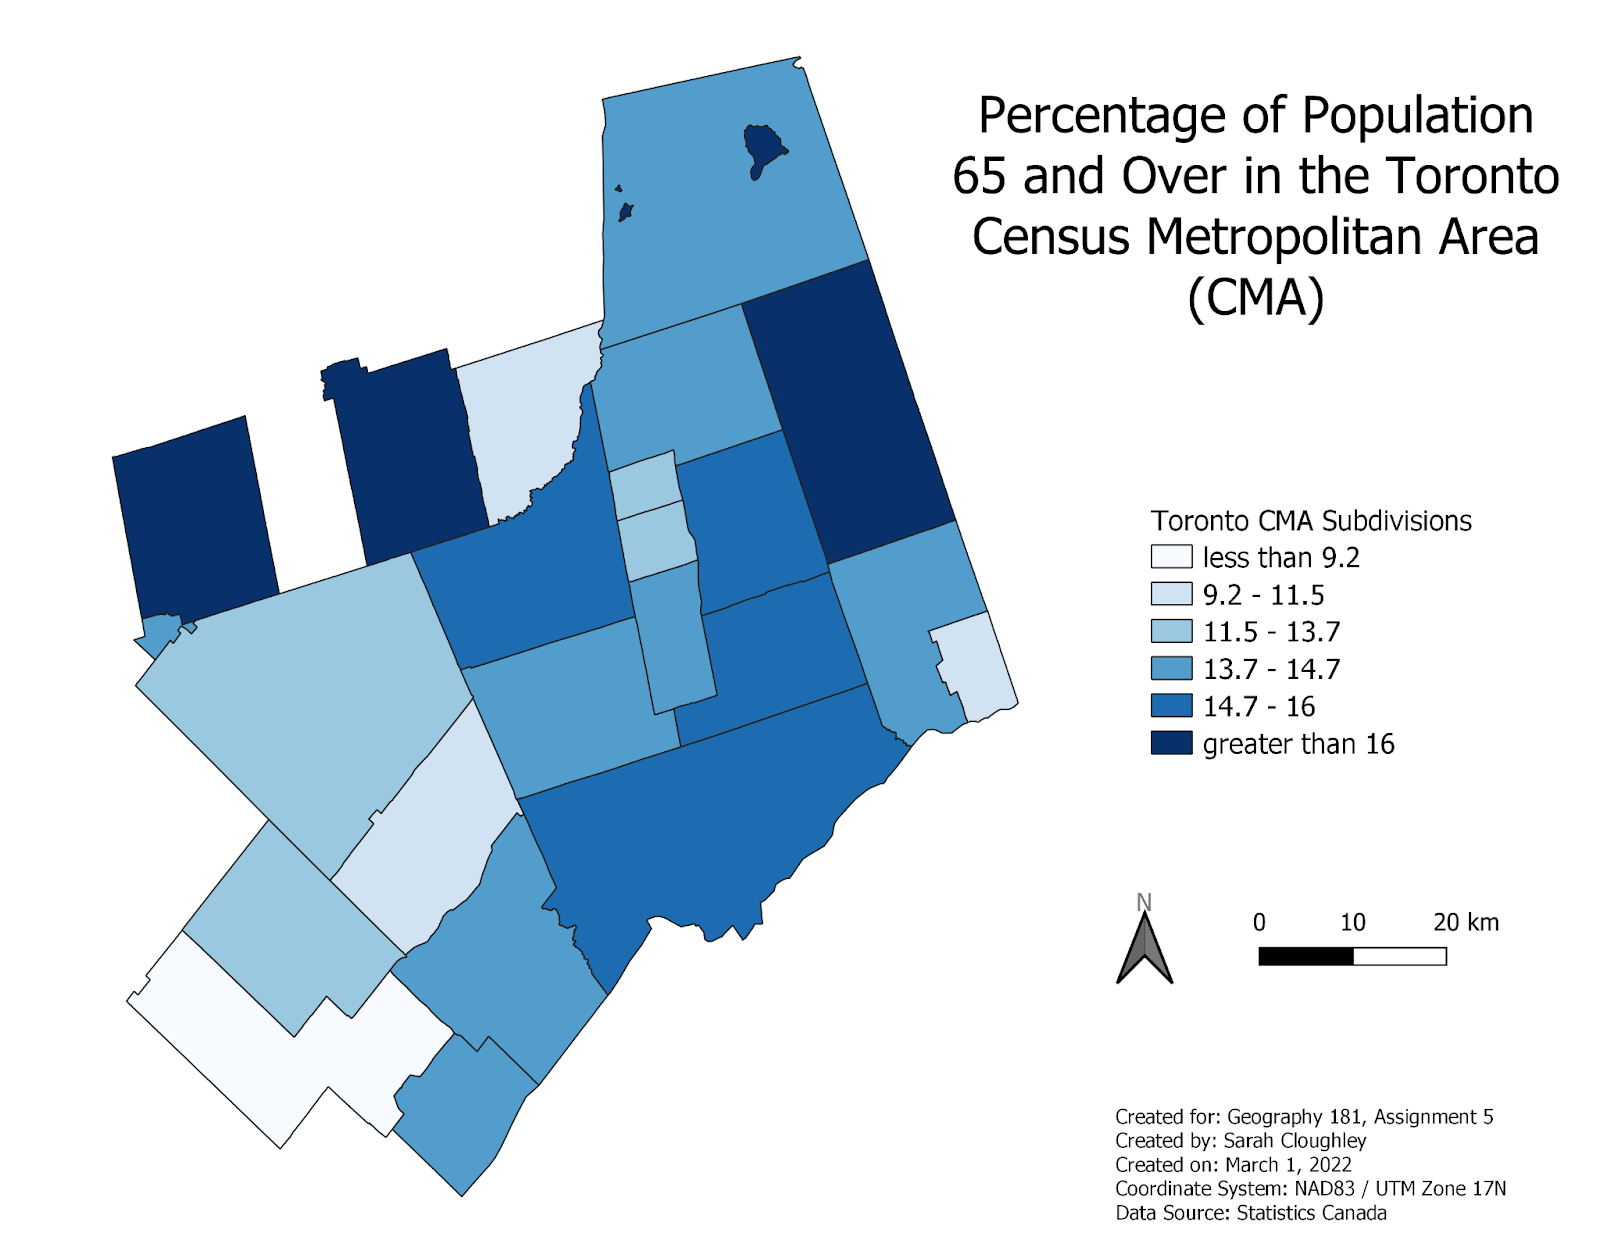 Percentage of Population
65 and Over in the Toronto
Census Metropolitan Area
(CMA)
Toronto CMA Subdivisions
less than 9.2
9.2 - 11.5
11.5 - 13.7
13.7 - 14.7
14.7 - 16
greater than 16
N
0 10 20 km
Created for: Geography 181, Assignment 5
Created by: Sarah Cloughley
Created on: March 1, 2022
Coordinate System: NAD83 / UTM Zone 17N
Data Source: Statistics Canada